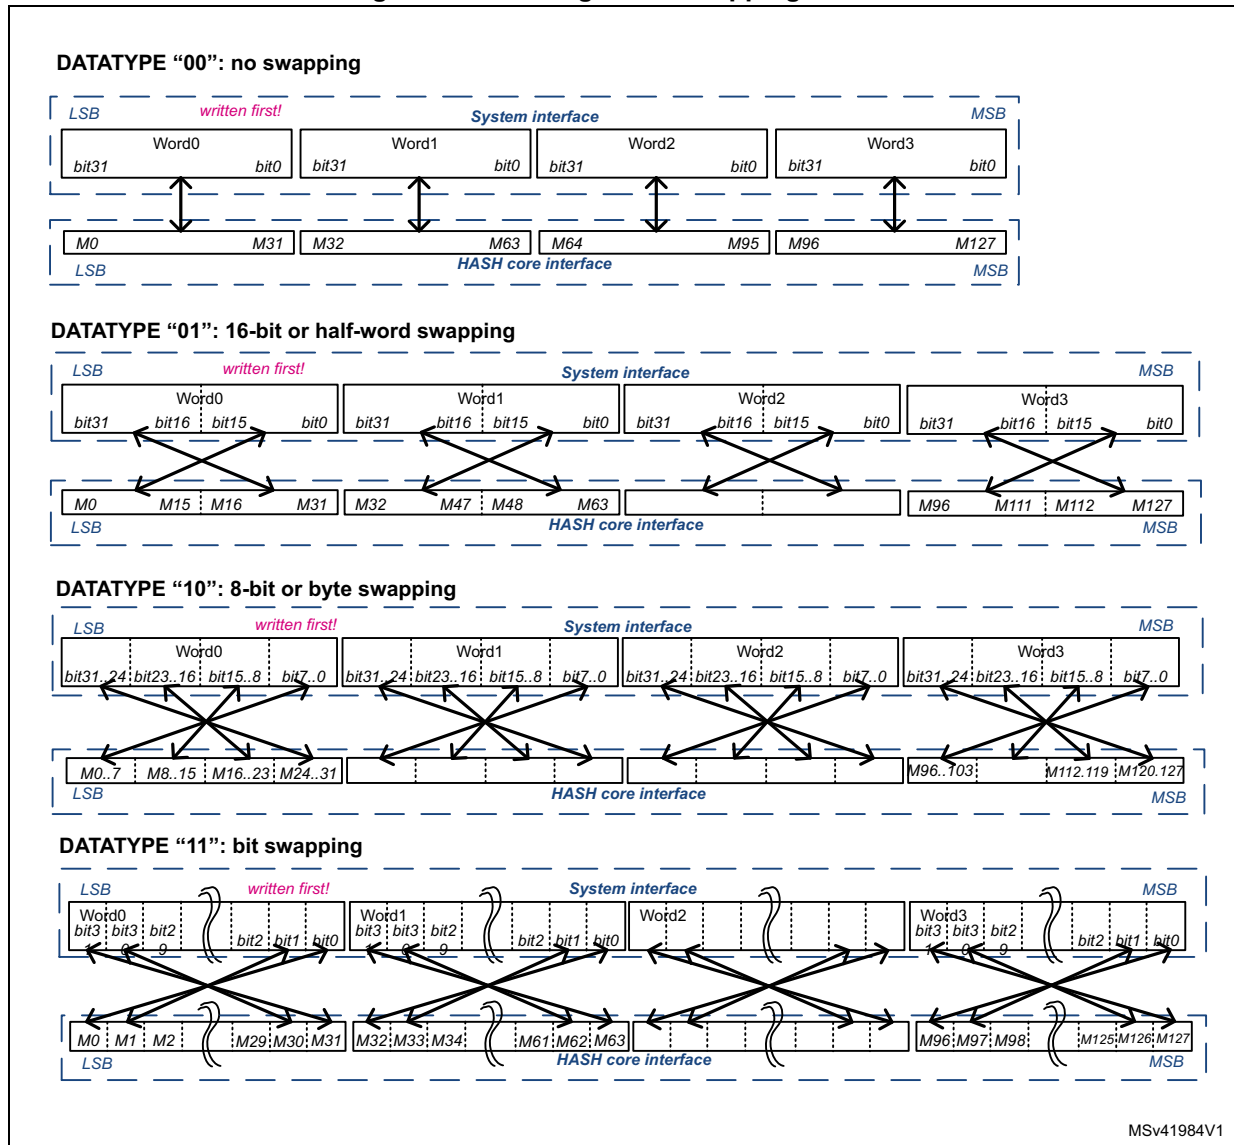 DATATYPE “00”: no swapping
LSB written first! System interface MSB
Word0 Word1 Word2 Word3
bit31 bit0 bit31 bit0 bit31 bit0 bit31 bit0
M0 M31 M32 M63 M64 M95 M96 M127
LSB HASH core interface MSB
DATATYPE “01”: 16-bit or half-word swapping
LSB written first! System interface MSB
Word0 Word1 Word2 Word3
bit31 bit16 bit15 bit0 bit31 bit16 bit15 bit0 bit31 bit16 bit15 bit0 bit31 bit16 bit15 bit0
M0 M15 M16 M31 M32 M47 M48 M63 M96 M111 M112 M127
LSB HASH core interface MSB
DATATYPE “10”: 8-bit or byte swapping
LSB written first! System interface MSB
Word0 Word1 Word2 Word3
bit31..24 bit23..16 bit15..8 bit7..0 bit31..24 bit23..16 bit15..8 bit7..0 bit31..24 bit23..16 bit15..8 bit7..0 bit31..24 bit23..16 bit15..8 bit7..0
M0..7 M8..15 M16..23 M24..31 M96..103 M112.119 M120.127
LSB HASH core interface MSB
DATATYPE “11”: bit swapping
LSB written first! System interface MSB
Word0 Word1 Word2 Word3
bit31 bit30 bit29 bit2 bit1 bit0 bit31 bit30 bit29 bit2 bit1 bit0 bit31 bit30 bit29 bit2 bit1 bit0
M0 M1 M2 M29 M30 M31 M32 M33 M34 M61 M62 M63 M96 M97 M98 M125 M126 M127
LSB HASH core interface MSB
MSv41984V1